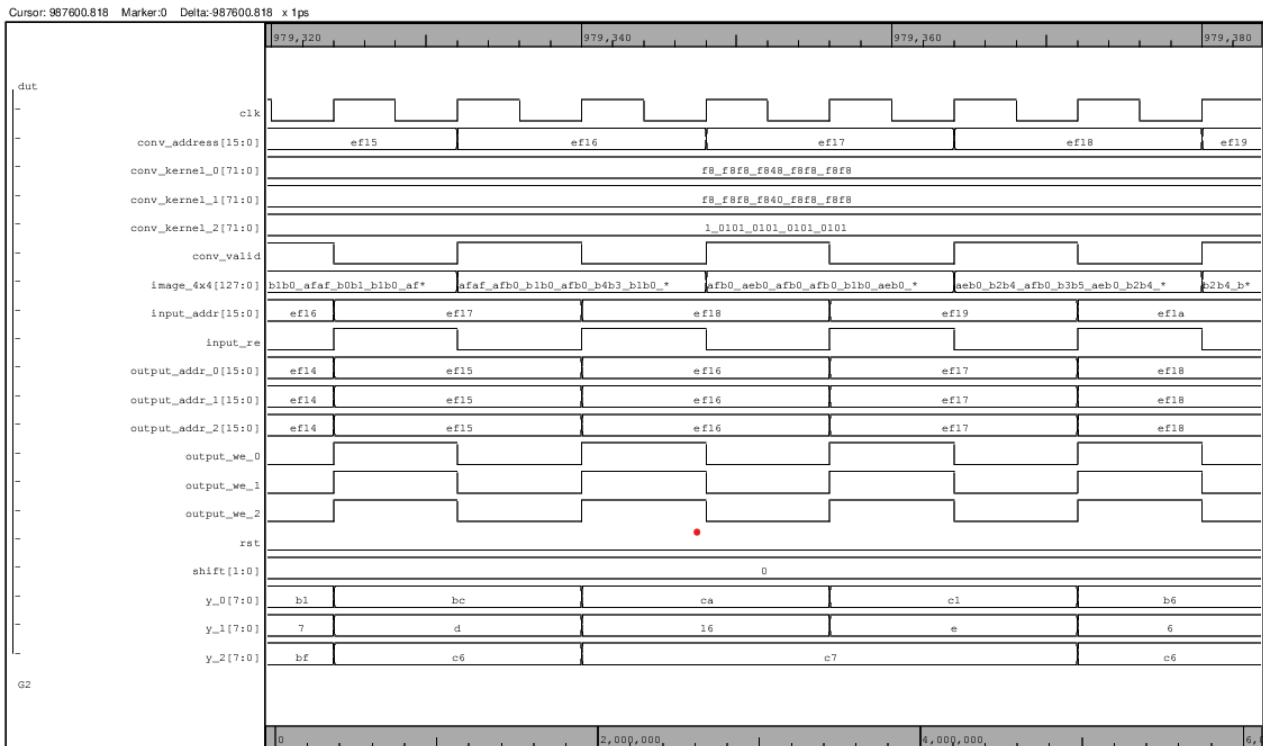 Cursor: 987600.818 Marker:0 Delta:-987600.818 x 1ps
979,320 979,340 979,360 979,380
dut
clk
conv_address[15:0] ef15 ef16 ef17 ef18 ef19
conv_kernel_0[71:0] f8_f8f8_f848_f8f8_f8f8
conv_kernel_1[71:0] f8_f8f8_f840_f8f8_f8f8
conv_kernel_2[71:0] 1_0101_0101_0101_0101
conv_valid
image_4x4[127:0] b1b0_afaf_b0b1_b1b0_af* afaf_afb0_b1b0_afb0_b4b3_b1b0_* afb0_aeb0_afb0_afb0_b1b0_aeb0_* aeb0_b2b4_afb0_b3b5_aeb0_b2b4_* b2b4_b*
input_addr[15:0] ef16 ef17 ef18 ef19 ef1a
input_re
output_addr_0[15:0] ef14 ef15 ef16 ef17 ef18
output_addr_1[15:0] ef14 ef15 ef16 ef17 ef18
output_addr_2[15:0] ef14 ef15 ef16 ef17 ef18
output_we_0
output_we_1
output_we_2
rst
shift[1:0] 0
y_0[7:0] b1 bc ca c1 b6
y_1[7:0] 7 d 16 e 6
y_2[7:0] bf c6 c7 c6
G2
0 2,000,000 4,000,000